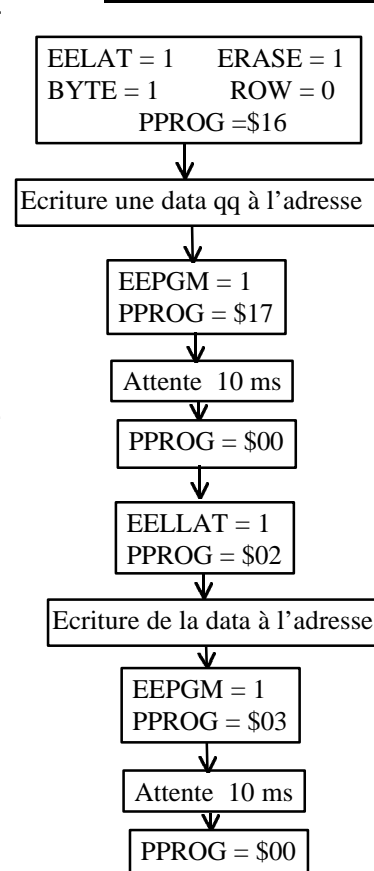 EELAT = 1 ERASE = 1
BYTE = 1 ROW = 0
PPROG =$16
Ecriture une data qq à l'adresse
EEPGM = 1
PPROG = $17
Attente 10 ms
PPROG = $00
EELLAT = 1
PPROG = $02
Ecriture de la data à l'adresse
EEPGM = 1
PPROG = $03
Attente 10 ms
PPROG = $00